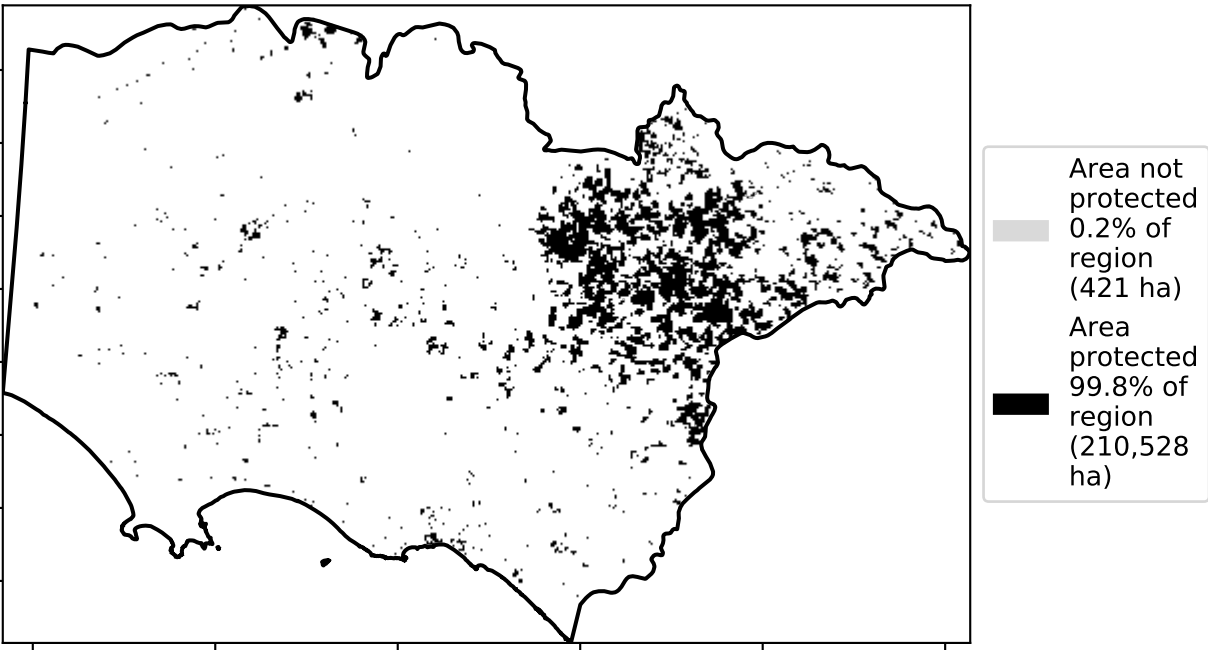 Area not
protected
0.2% of
region
(421 ha)
Area
protected
99.8% of
region
(210,528
ha)